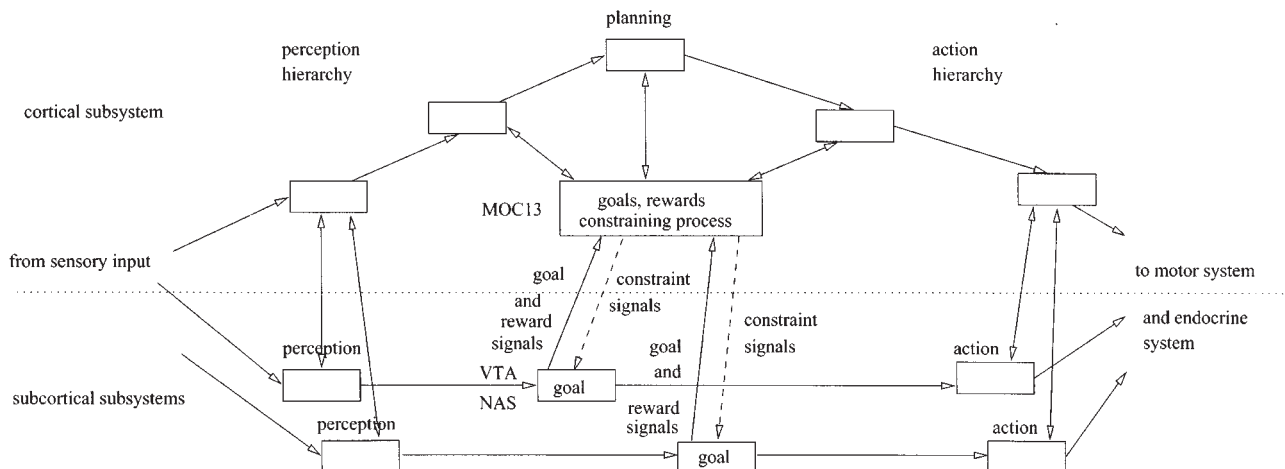 planning
perception
hierarchy
action
hierarchy
cortical subsystem
MOC13
goals, rewards
constraining process
from sensory input
goal
and
reward
signals
constraint
signals
to motor system
and endocrine
system
constraint
signals
perception
VTA
NAS
goal
goal
and
reward
signals
action
subcortical subsystems
perception
goal
action